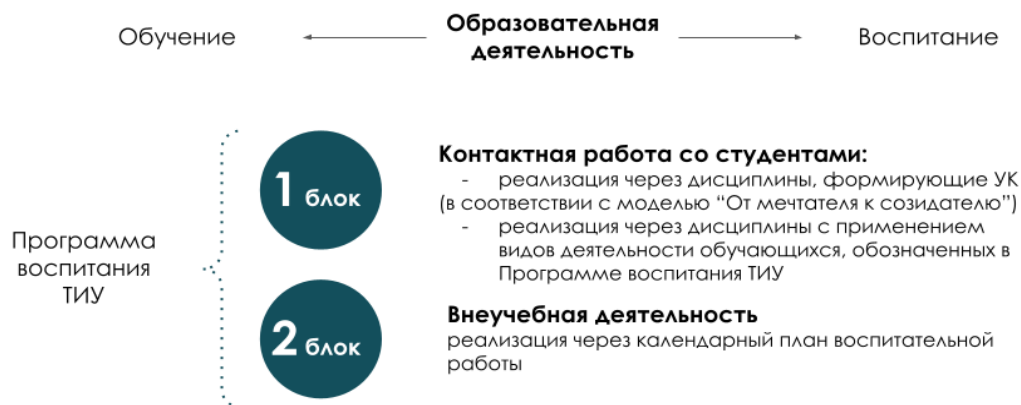 Обучение
Образовательная
деятельность
Воспитание
Программа
воспитания
ТИУ
1 блок
Контактная работа со студентами:
- реализация через дисциплины, формирующие УК
(в соответствии с моделью “От мечтателя к созидателю”)
- реализация через дисциплины с применением
видов деятельности обучающихся, обозначенных в
Программе воспитания ТИУ
2 блок
Внеучебная деятельность
реализация через календарный план воспитательной
работы